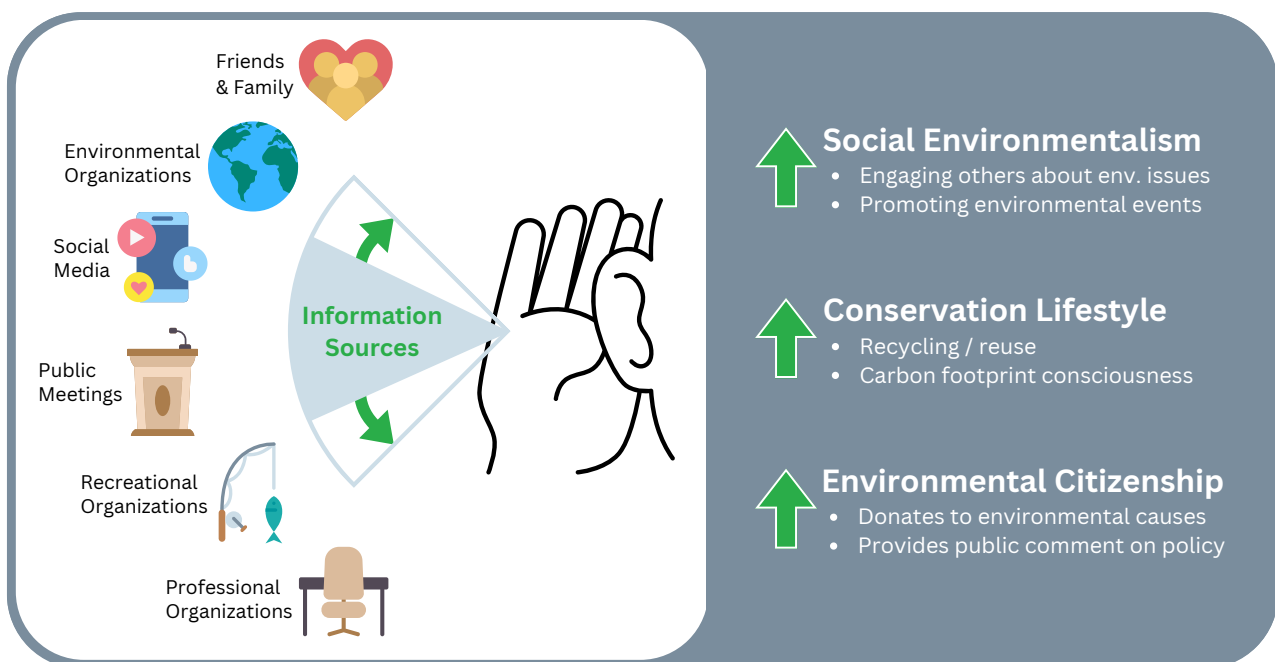 Friends
& Family
Environmental
Organizations
Social
Media
Public
Meetings
Recreational
Organizations
Professional
Organizations
Information
Sources
Social Environmentalism
• Engaging others about env. issues
• Promoting environmental events
Conservation Lifestyle
• Recycling / reuse
• Carbon footprint consciousness
Environmental Citizenship
• Donates to environmental causes
• Provides public comment on policy